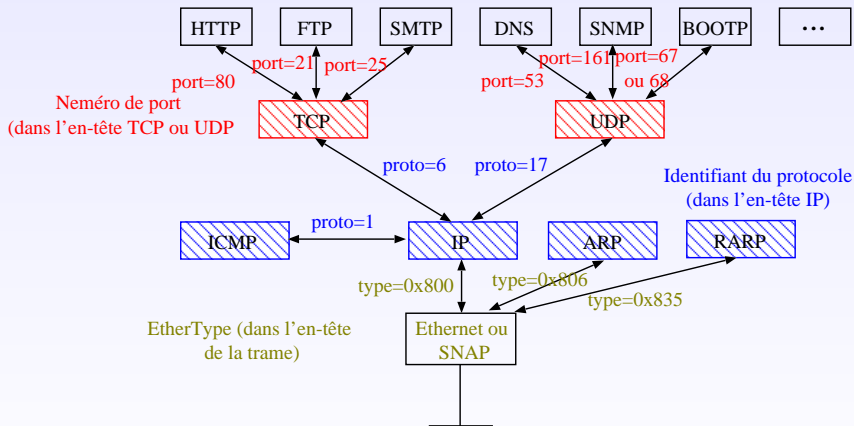 HTTP FTP SMTP DNS SNMP BOOTP ...
port=80 port=21 port=25 port=53 port=161 port=67
ou 68
Neméro de port
(dans l'en-tête TCP ou UDP
TCP UDP
proto=6 proto=17
Identifiant du protocole
(dans l'en-tête IP)
proto=1
ICMP IP ARP RARP
type=0x800 type=0x806
type=0x835
EtherType (dans l'en-tête
de la trame)
Ethernet ou
SNAP